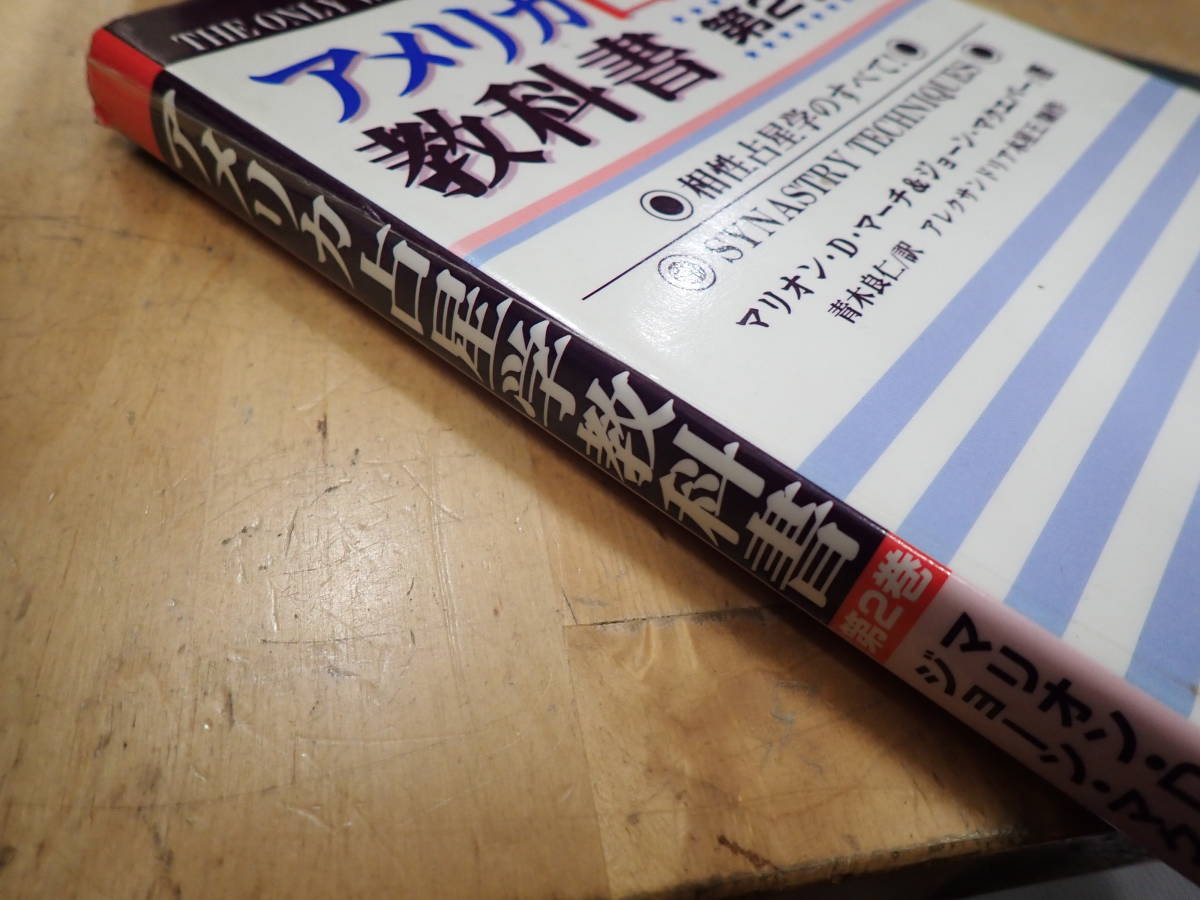 THE ONLY
アメリカ
教科書 第2
相性占星学のすべて!
SYNASTRY TECHNIQUES
マリオン・D・マーチ&ジョーン・マクエバーズ 著
青木良仁/訳 アレクサンドリア木星王/
アメリカ占星学教科書
第2巻
マリオン・D
ジョーン・マク